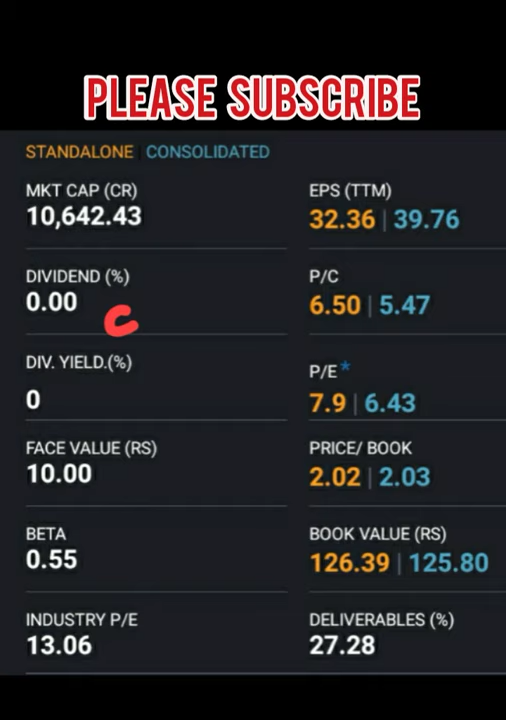 PLEASE SUBSCRIBE
STANDALONE | CONSOLIDATED
MKT CAP (CR)
10,642.43
EPS (TTM)
32.36 | 39.76
DIVIDEND (%)
0.00
P/C
6.50 | 5.47
DIV. YIELD.(%)
0
P/E*
7.9 | 6.43
FACE VALUE (RS)
10.00
PRICE/ BOOK
2.02 | 2.03
BETA
0.55
BOOK VALUE (RS)
126.39 | 125.80
INDUSTRY P/E
13.06
DELIVERABLES (%)
27.28